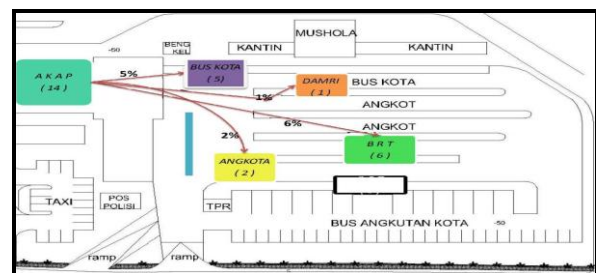 MUSHOLA
-50
BENG
KEL
KANTIN
KANTIN
-50
A K A P
( 14 )
5%
BUS KOTA
( 5 )
DAMRI
( 1 )
BUS KOTA
1%
ANGKOT
6%
ANGKOT
2%
B R T
( 6 )
ANGKOTA
( 2 )
TAXI
POS
POLISI
TPR
BUS ANGKUTAN KOTA
-50
ramp
ramp